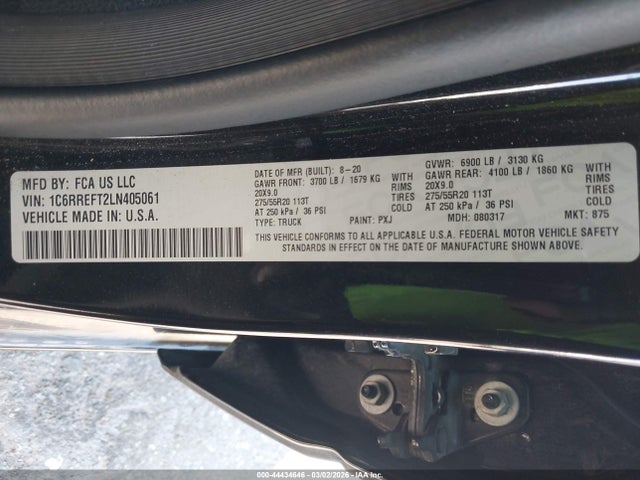 MFD BY: FCA US LLC
VIN: 1C6RREFT2LN405061
VEHICLE MADE IN U.S.A.
DATE OF MFR (BUILT): 8-20
GAWR FRONT: 3700 LB / 1679 KG WITH
20X9.0 RIMS
275/55R20 113T TIRES
AT 250 kPa / 36 PSI COLD
TYPE: TRUCK PAINT: PXJ
GVWR: 6900 LB / 3130 KG
GAWR REAR: 4100 LB / 1860 KG WITH
20X9.0 RIMS
275/55R20 113T TIRES
AT 250 kPa / 36 PSI COLD
MDH: 080317 MKT: 875
THIS VEHICLE CONFORMS TO ALL APPLICABLE U.S.A. FEDERAL MOTOR VEHICLE SAFETY
STANDARDS IN EFFECT ON THE DATE OF MANUFACTURE SHOWN ABOVE.
000-44434646 | 03/02/2026 | IAA, Inc.